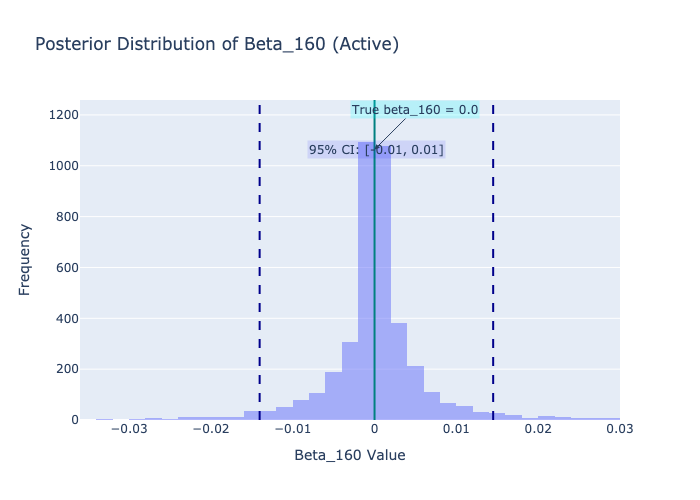 Posterior Distribution of Beta_160 (Active)
True beta_160 = 0.0
95% CI: [-0.01, 0.01]
1200
1000
800
600
400
200
0
Frequency
−0.03
−0.02
−0.01
0
0.01
0.02
0.03
Beta_160 Value